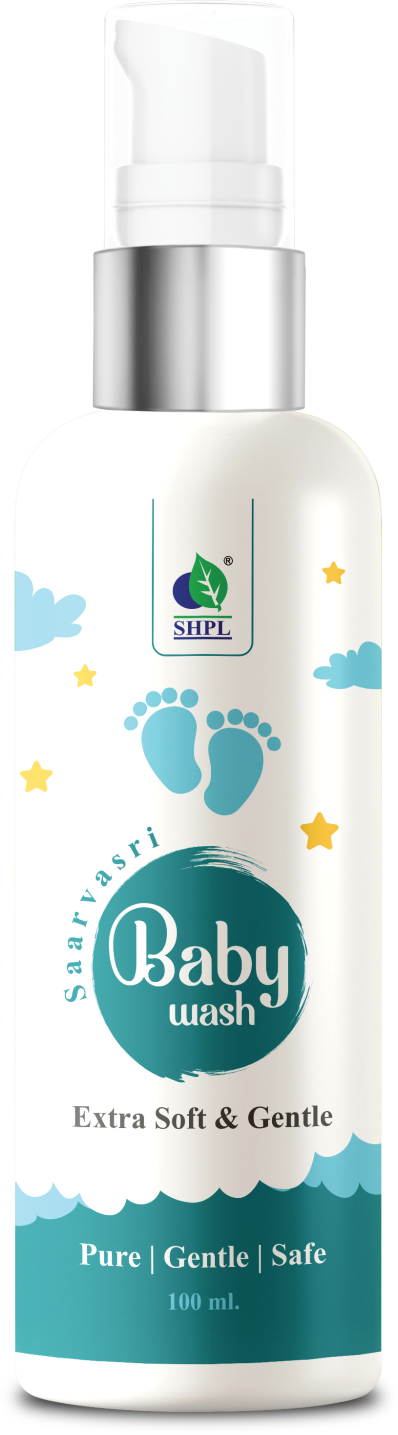 ®
SHPL
Saarvasri
Baby
wash
Extra Soft & Gentle
Pure | Gentle | Safe
100 ml.